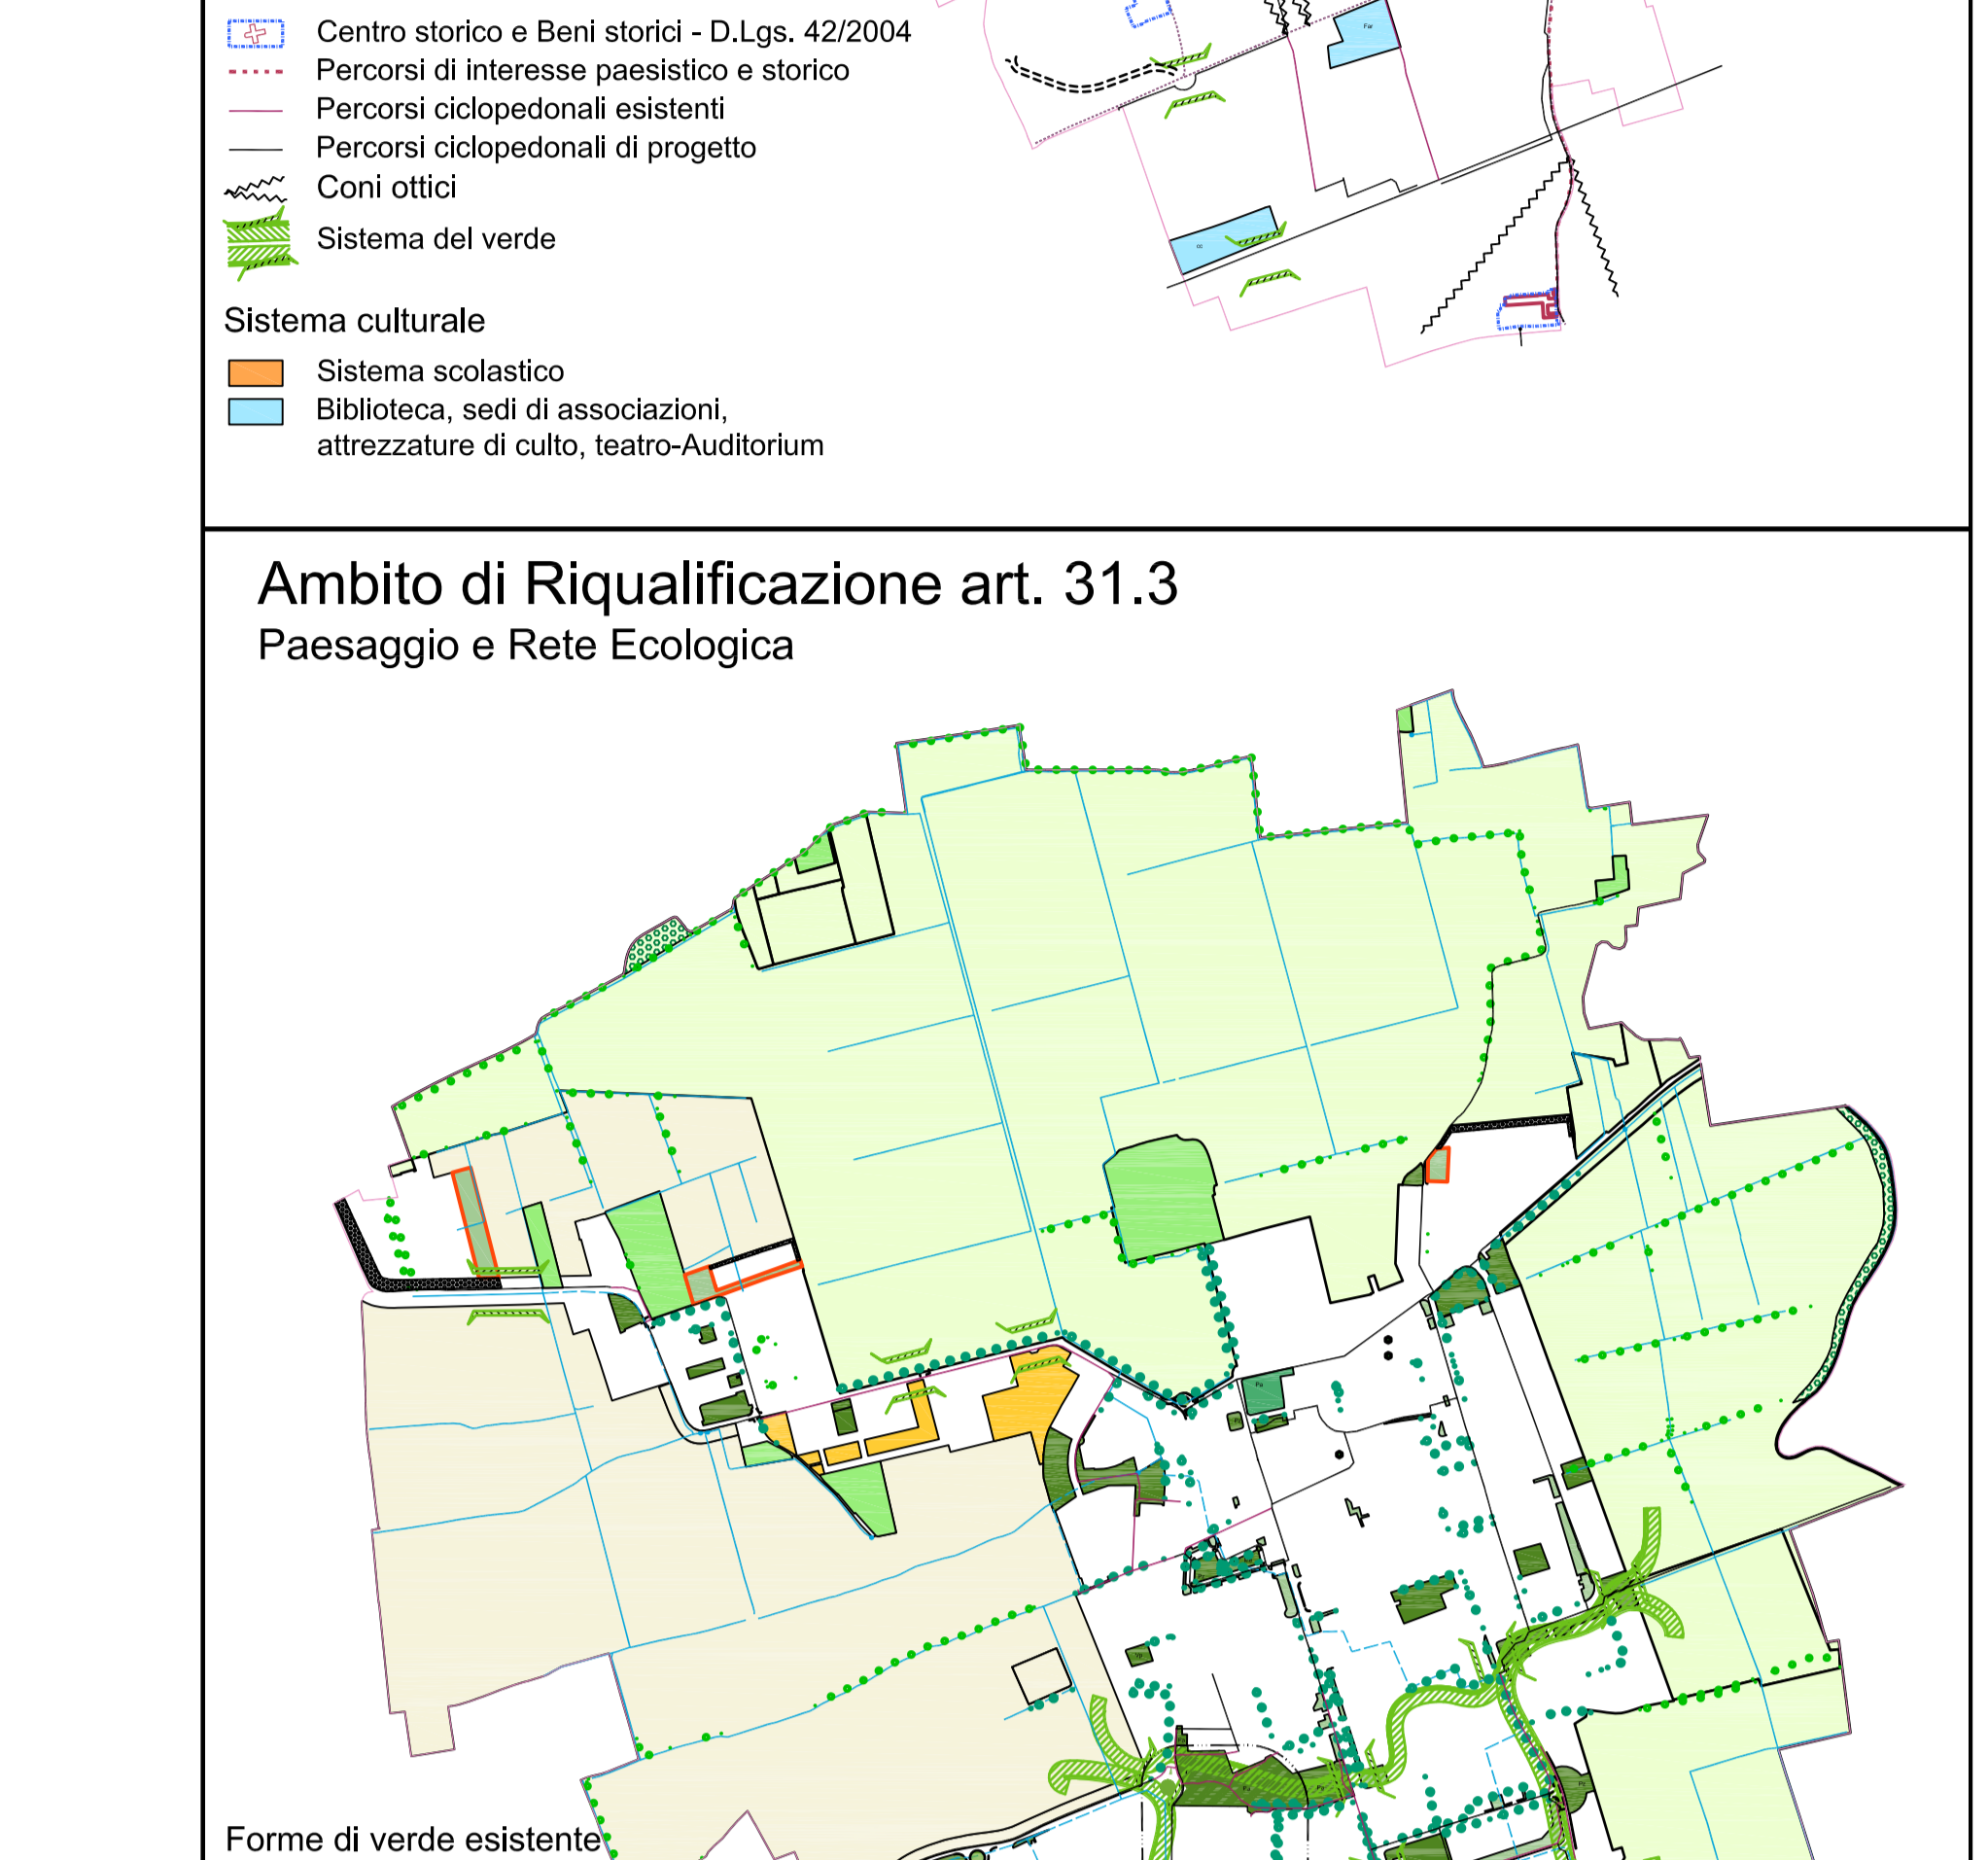 Centro storico e Beni storici - D.Lgs. 42/2004
Percorsi di interesse paesistico e storico
Percorsi ciclopedonali esistenti
Percorsi ciclopedonali di progetto
Coni ottici
Sistema del verde
Sistema culturale
Sistema scolastico
Biblioteca, sedi di associazioni,
attrezzature di culto, teatro-Auditorium
Far
Ambito di Riqualificazione art. 31.3
Paesaggio e Rete Ecologica
Forme di verde esistente